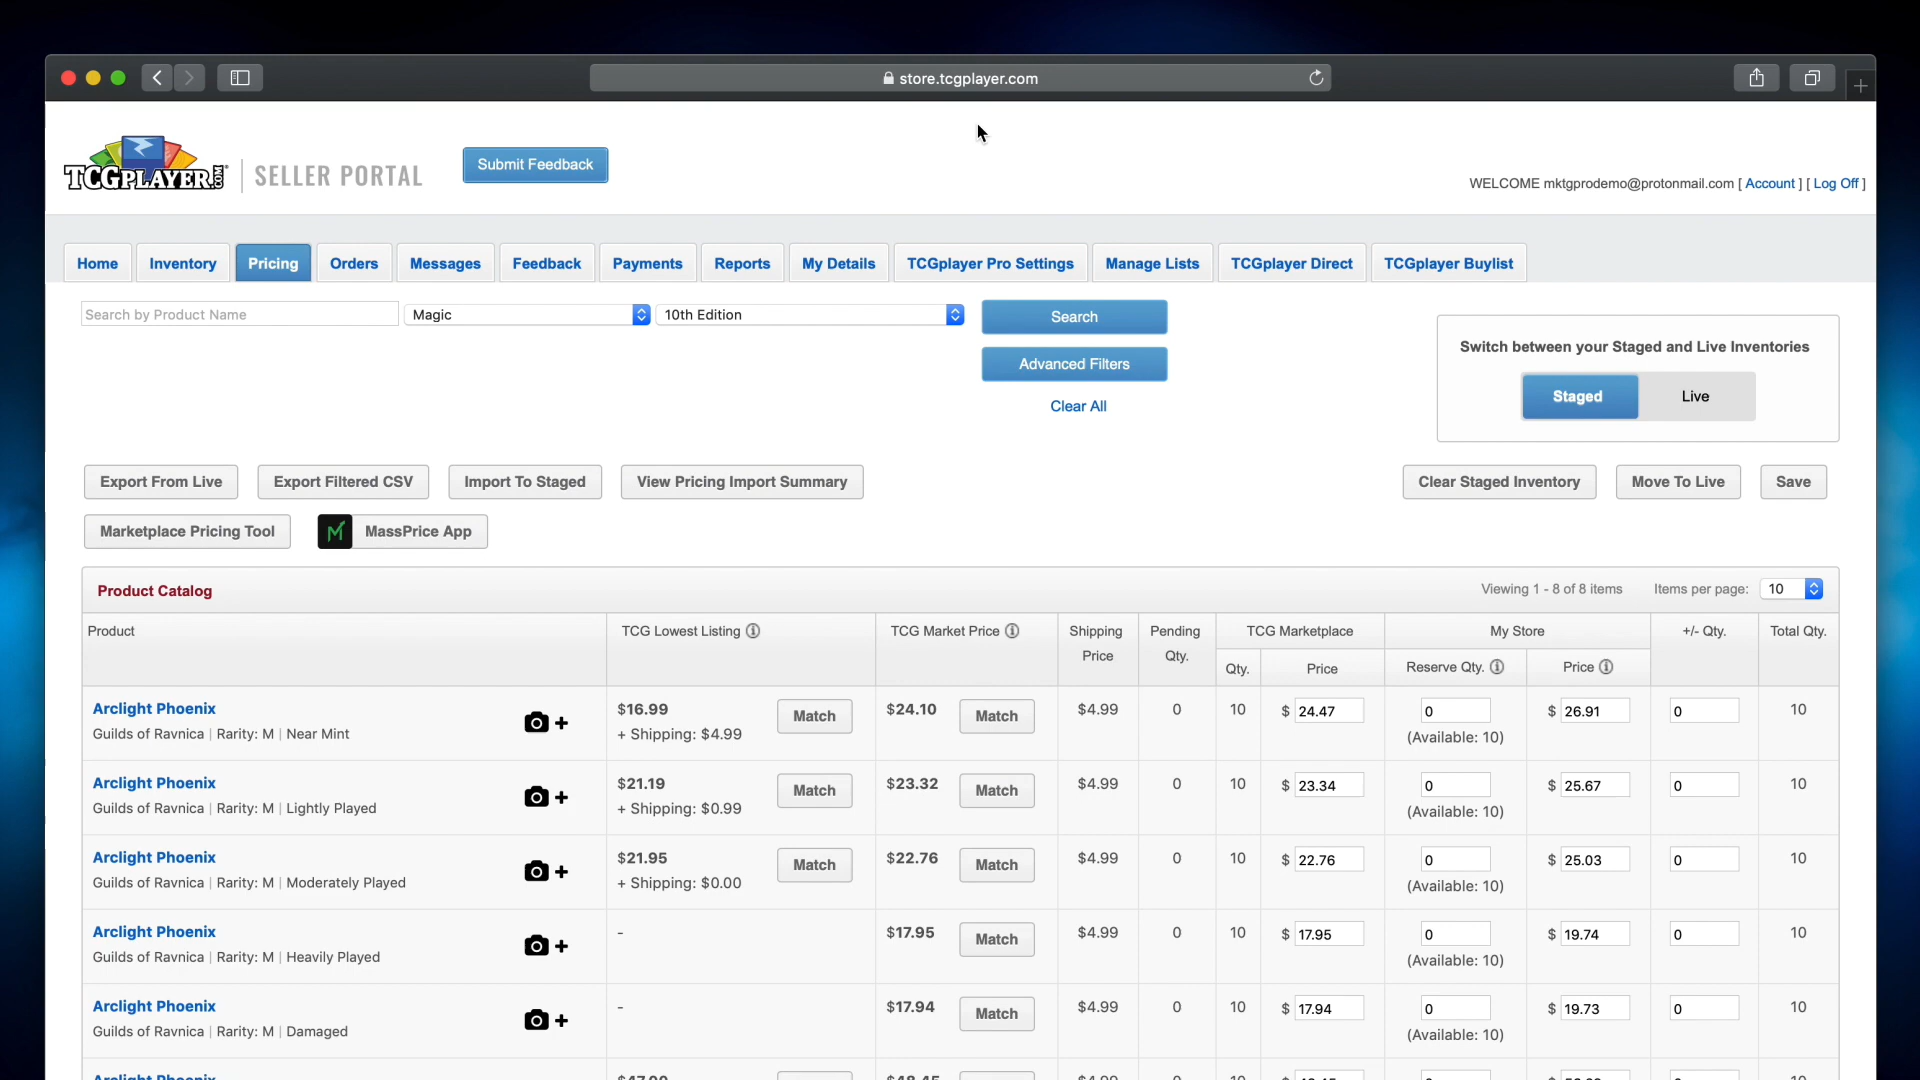 store.tcgplayer.com
TCGPLAYER.COM
SELLER PORTAL
Submit Feedback
WELCOME mktgprodemo@protonmail.com [ Account ] [ Log Off ]
Home Inventory Pricing Orders Messages Feedback Payments Reports My Details TCGplayer Pro Settings Manage Lists TCGplayer Direct TCGplayer Buylist
Search by Product Name Magic 10th Edition Search
Switch between your Staged and Live Inventories
Advanced Filters
Staged Live
Clear All
Export From Live Export Filtered CSV Import To Staged View Pricing Import Summary Clear Staged Inventory Move To Live Save
Marketplace Pricing Tool MassPrice App
Product Catalog Viewing 1 - 8 of 8 items Items per page: 10
Product TCG Lowest Listing TCG Market Price Shipping Price Pending Qty. TCG Marketplace My Store +/- Qty. Total Qty.
Qty. Price Reserve Qty. Price
Arclight Phoenix $16.99 Match $24.10 Match $4.99 0 10 $ 24.47 0 $ 26.91 0 10
Guilds of Ravnica | Rarity: M | Near Mint + Shipping: $4.99 (Available: 10)
Arclight Phoenix $21.19 Match $23.32 Match $4.99 0 10 $ 23.34 0 $ 25.67 0 10
Guilds of Ravnica | Rarity: M | Lightly Played + Shipping: $0.99 (Available: 10)
Arclight Phoenix $21.95 Match $22.76 Match $4.99 0 10 $ 22.76 0 $ 25.03 0 10
Guilds of Ravnica | Rarity: M | Moderately Played + Shipping: $0.00 (Available: 10)
Arclight Phoenix - $17.95 Match $4.99 0 10 $ 17.95 0 $ 19.74 0 10
Guilds of Ravnica | Rarity: M | Heavily Played (Available: 10)
Arclight Phoenix - $17.94 Match $4.99 0 10 $ 17.94 0 $ 19.73 0 10
Guilds of Ravnica | Rarity: M | Damaged (Available: 10)
Arclight Phoenix